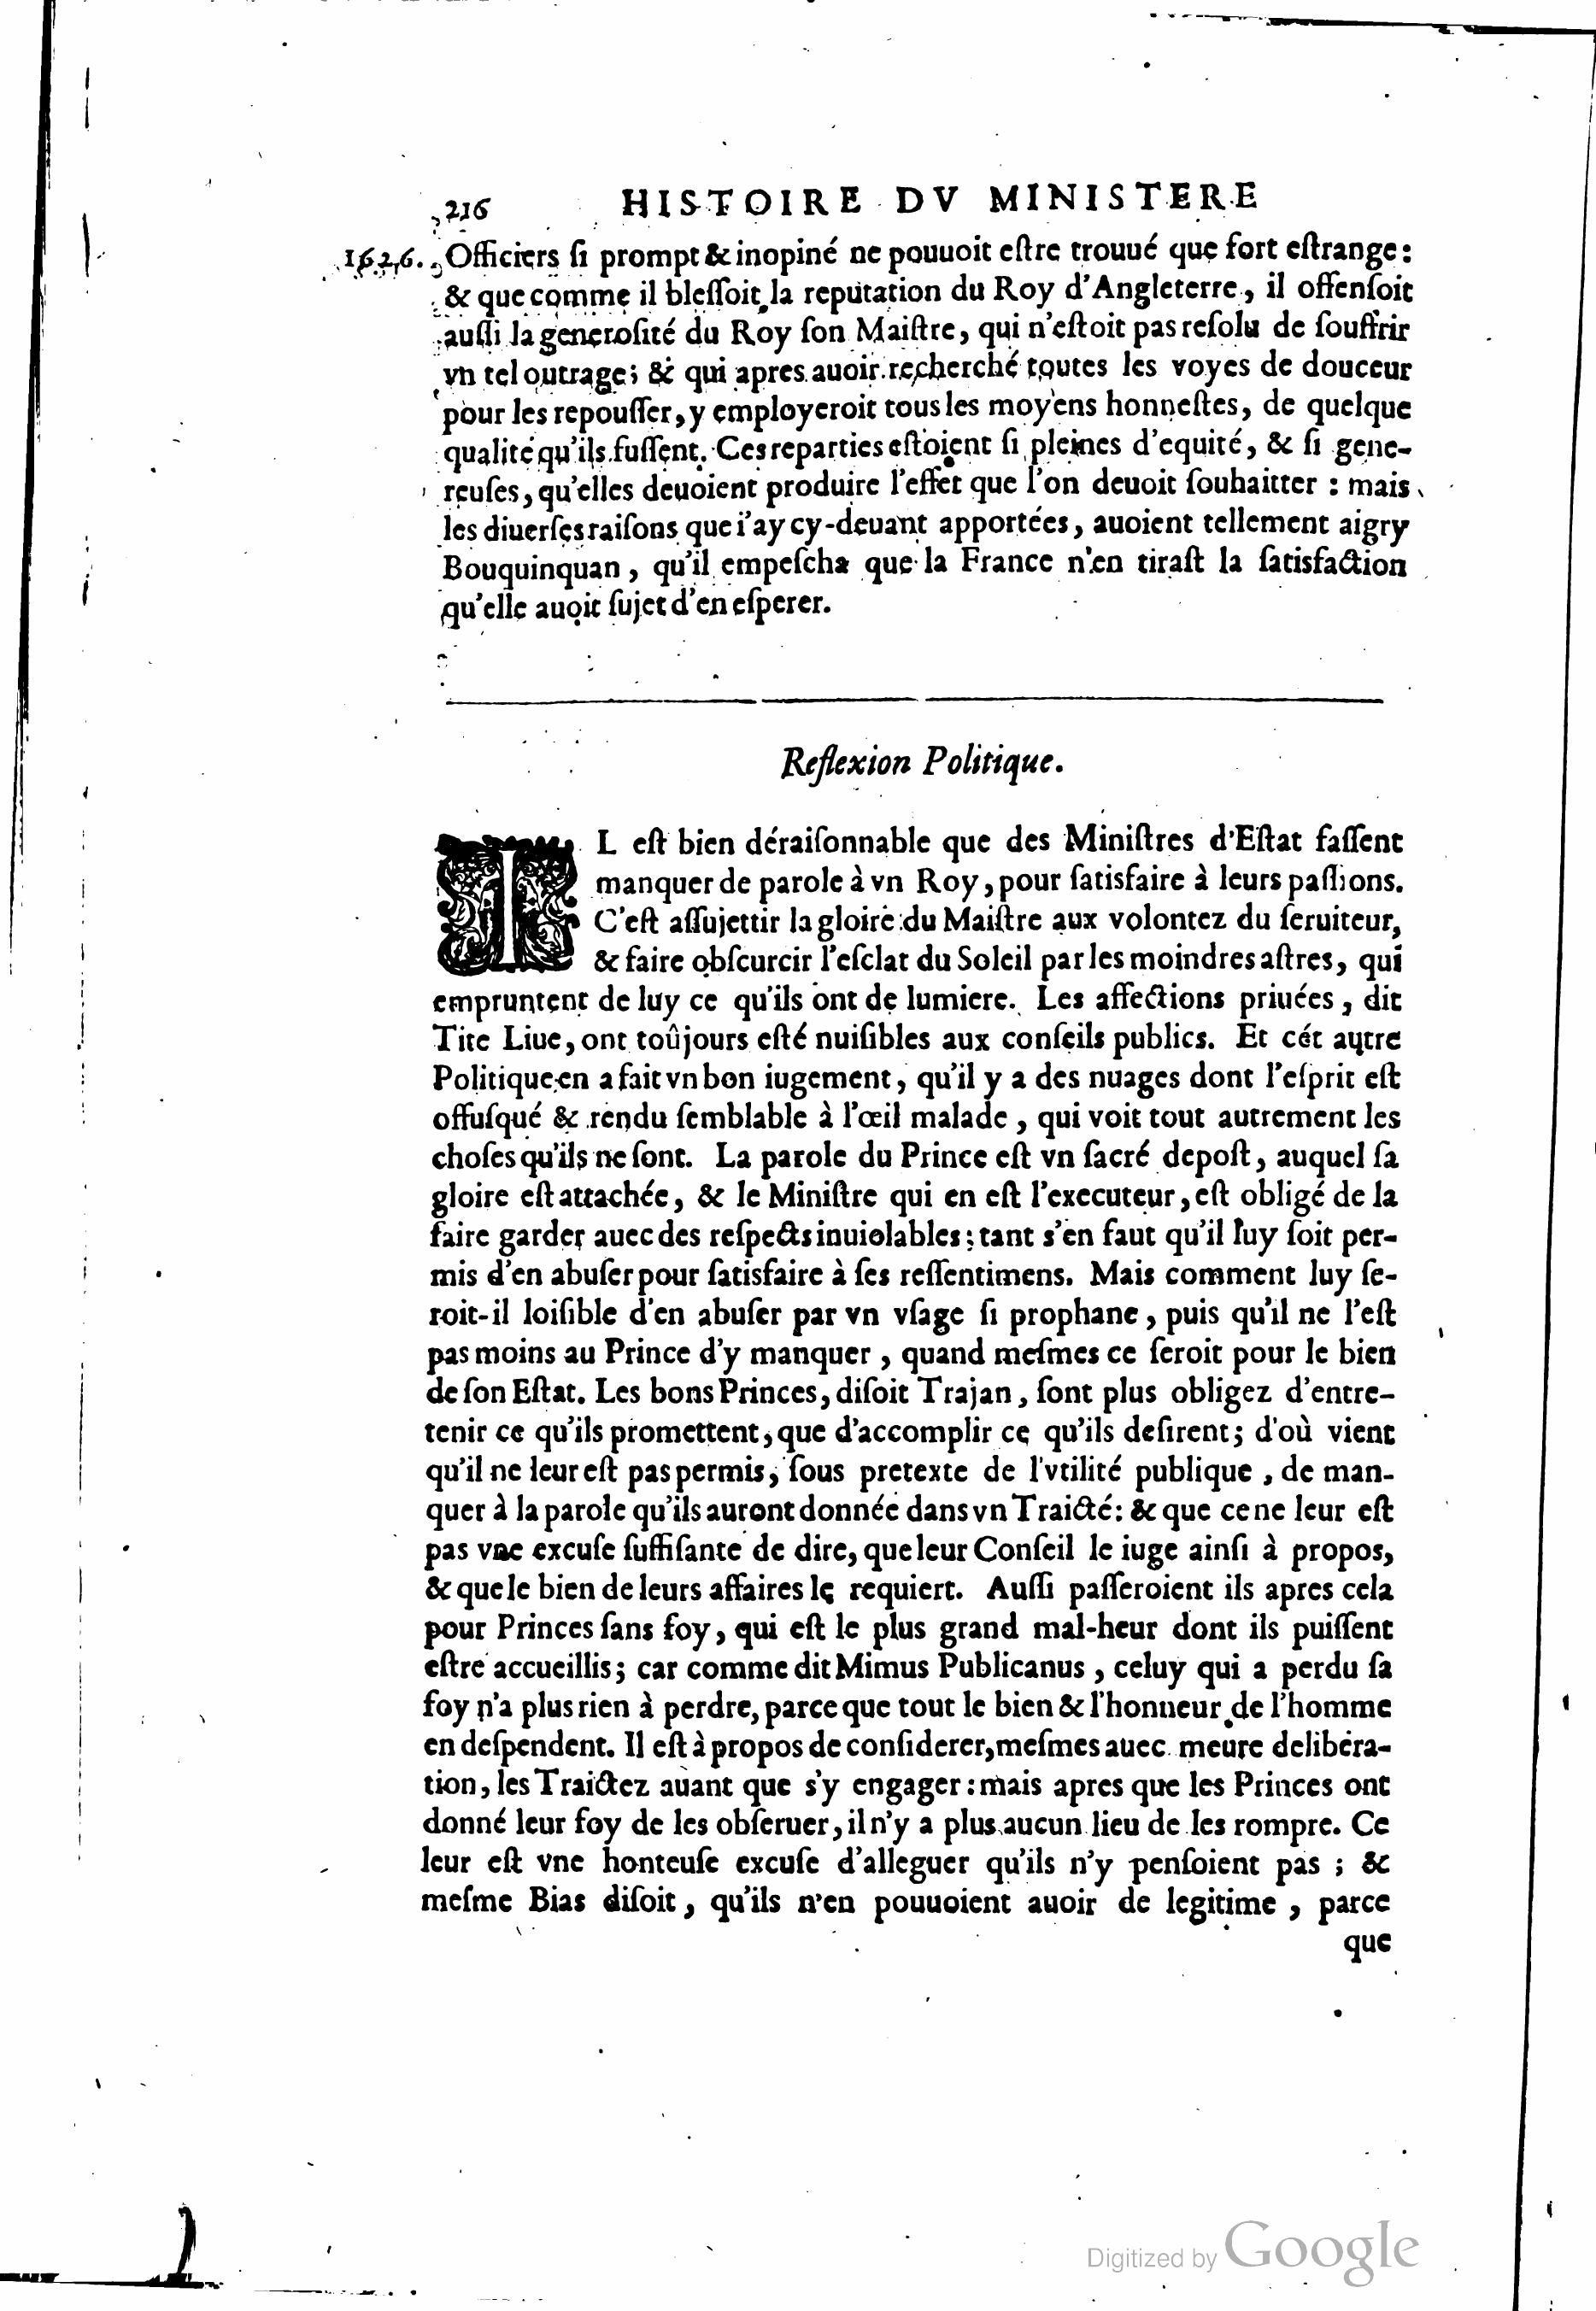 216 HISTOIRE DV MINISTERE
1626. Officiers ſi prompt & inopiné ne pouuoit eſtre trouué que fort eſtrange:
& que comme il bleſſoit la reputation du Roy d'Angleterre, il offenſoit
auſſi la generoſité du Roy ſon Maiſtre, qui n'eſtoit pas reſolu de ſouffrir
vn tel outrage; & qui apres auoir recherché toutes les voyes de douceur
pour les repouſſer, y employeroit tous les moyens honneſtes, de quelque
qualité qu'ils fuſſent. Ces reparties eſtoient ſi pleines d'equité, & ſi gene-
reuſes, qu'elles deuoient produire l'effet que l'on deuoit ſouhaitter : mais
les diuerſes raiſons que i'ay cy-deuant apportées, auoient tellement aigry
Bouquinquan, qu'il empeſcha que la France n'en tiraſt la ſatisfaction
qu'elle auoit ſujet d'en eſperer.
Reflexion Politique.
IL eſt bien déraiſonnable que des Miniſtres d'Eſtat faſſent
manquer de parole à vn Roy, pour ſatisfaire à leurs paſſions.
C'eſt aſſujettir la gloire du Maiſtre aux volontez du ſeruiteur,
& faire obſcurcir l'eſclat du Soleil par les moindres aſtres, qui
empruntent de luy ce qu'ils ont de lumiere. Les affections priuées, dit
Tite Liue, ont toûjours eſté nuiſibles aux conſeils publics. Et cét autre
Politique en a fait vn bon iugement, qu'il y a des nuages dont l'eſprit eſt
offuſqué & rendu ſemblable à l'œil malade, qui voit tout autrement les
choſes qu'ils ne ſont. La parole du Prince eſt vn ſacré depoſt, auquel ſa
gloire eſt attachée, & le Miniſtre qui en eſt l'executeur, eſt obligé de la
faire garder auec des reſpects inuiolables; tant s'en faut qu'il luy ſoit per-
mis d'en abuſer pour ſatisfaire à ſes reſſentimens. Mais comment luy ſe-
roit-il loiſible d'en abuſer par vn vſage ſi prophane, puis qu'il ne l'eſt
pas moins au Prince d'y manquer, quand meſmes ce ſeroit pour le bien
de ſon Eſtat. Les bons Princes, diſoit Trajan, ſont plus obligez d'entre-
tenir ce qu'ils promettent, que d'accomplir ce qu'ils deſirent; d'où vient
qu'il ne leur eſt pas permis, ſous pretexte de l'vtilité publique, de man-
quer à la parole qu'ils auront donnée dans vn Traicté: & que ce ne leur eſt
pas vne excuſe ſuffiſante de dire, que leur Conſeil le iuge ainſi à propos,
& que le bien de leurs affaires le requiert. Auſſi paſſeroient ils apres cela
pour Princes ſans foy, qui eſt le plus grand mal-heur dont ils puiſſent
eſtre accueillis; car comme dit Mimus Publicanus, celuy qui a perdu ſa
foy n'a plus rien à perdre, parce que tout le bien & l'honneur de l'homme
en deſpendent. Il eſt à propos de conſiderer, meſmes auec meure delibera-
tion, les Traictez auant que s'y engager: mais apres que les Princes ont
donné leur foy de les obſeruer, il n'y a plus aucun lieu de les rompre. Ce
leur eſt vne honteuſe excuſe d'alleguer qu'ils n'y penſoient pas ; &
meſme Bias diſoit, qu'ils n'en pouuoient auoir de legitime, parce
que
Digitized by Google